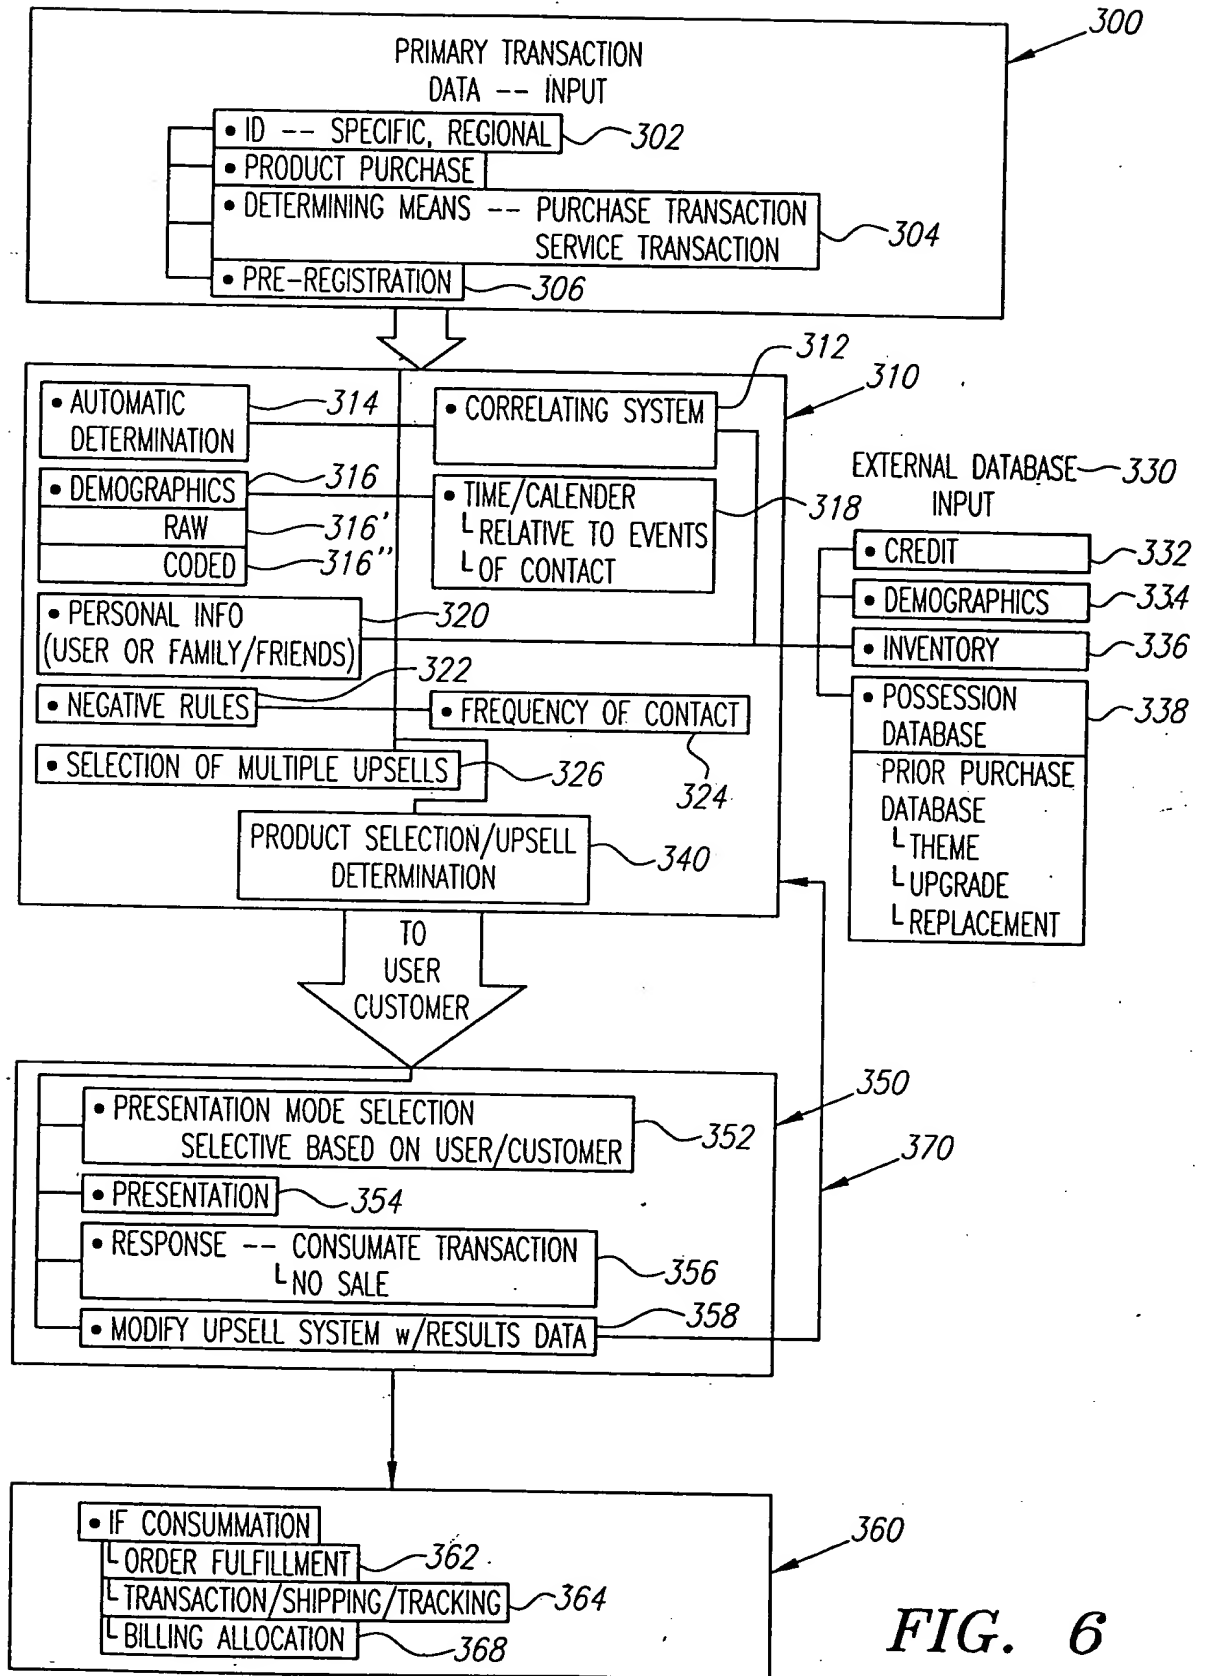 300
PRIMARY TRANSACTION
DATA -- INPUT
• ID -- SPECIFIC, REGIONAL
302
• PRODUCT PURCHASE
• DETERMINING MEANS -- PURCHASE TRANSACTION
SERVICE TRANSACTION
304
• PRE-REGISTRATION
306
312
310
• AUTOMATIC
DETERMINATION
314
• CORRELATING SYSTEM
• DEMOGRAPHICS
316
RAW
316'
CODED
316"
• TIME/CALENDER
└ RELATIVE TO EVENTS
└ OF CONTACT
318
• PERSONAL INFO
(USER OR FAMILY/FRIENDS)
320
• NEGATIVE RULES
322
• FREQUENCY OF CONTACT
324
• SELECTION OF MULTIPLE UPSELLS
326
PRODUCT SELECTION/UPSELL
DETERMINATION
340
EXTERNAL DATABASE
INPUT
330
• CREDIT
332
• DEMOGRAPHICS
334
• INVENTORY
336
• POSSESSION
DATABASE
338
PRIOR PURCHASE
DATABASE
└ THEME
└ UPGRADE
└ REPLACEMENT
TO
USER
CUSTOMER
350
370
• PRESENTATION MODE SELECTION
SELECTIVE BASED ON USER/CUSTOMER
352
• PRESENTATION
354
• RESPONSE -- CONSUMATE TRANSACTION
└ NO SALE
356
• MODIFY UPSELL SYSTEM w/RESULTS DATA
358
360
• IF CONSUMMATION
└ ORDER FULFILLMENT
362
└ TRANSACTION/SHIPPING/TRACKING
364
└ BILLING ALLOCATION
368
FIG. 6